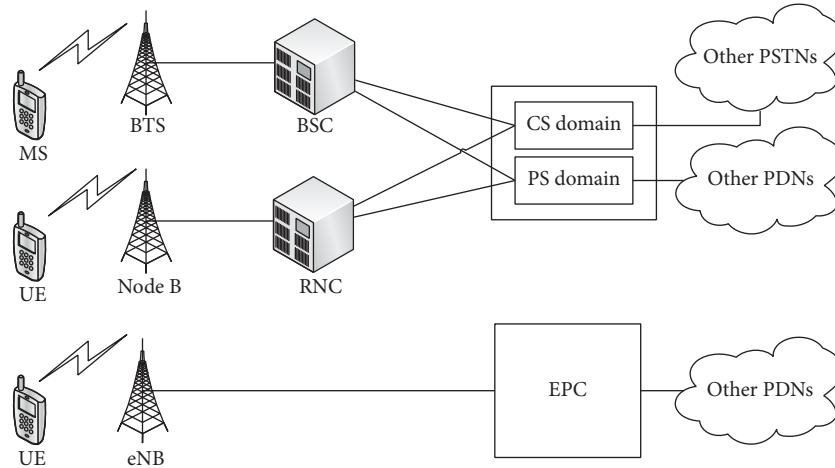 Other PSTNs
CS domain
BTS
BSC
MS
PS domain
Other PDNs
Node B
RNC
UE
EPC
Other PDNs
UE
eNB